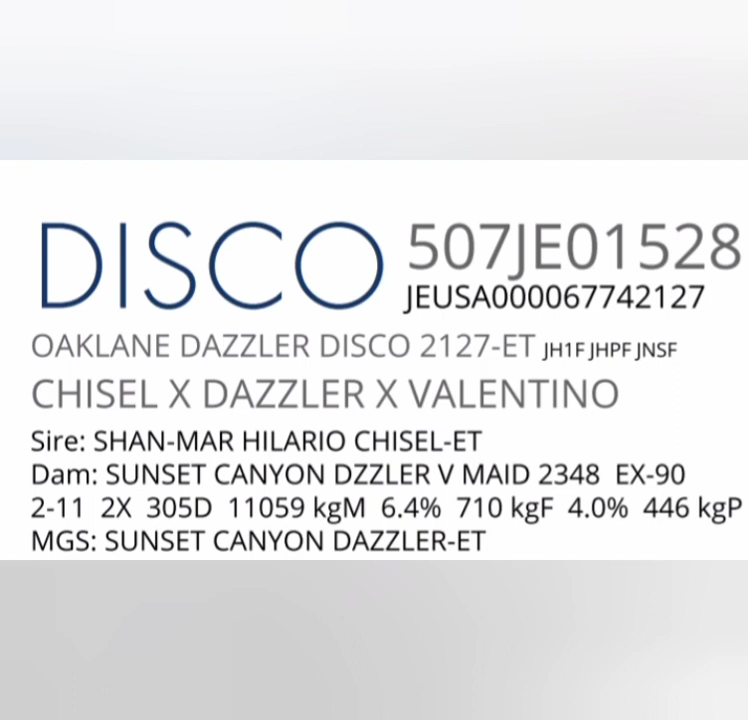 DISCO 507JE01528
JEUSA000067742127
OAKLANE DAZZLER DISCO 2127-ET JH1F JHPF JNSF
CHISEL X DAZZLER X VALENTINO
Sire: SHAN-MAR HILARIO CHISEL-ET
Dam: SUNSET CANYON DZZLER V MAID 2348 EX-90
2-11 2X 305D 11059 kgM 6.4% 710 kgF 4.0% 446 kgP
MGS: SUNSET CANYON DAZZLER-ET